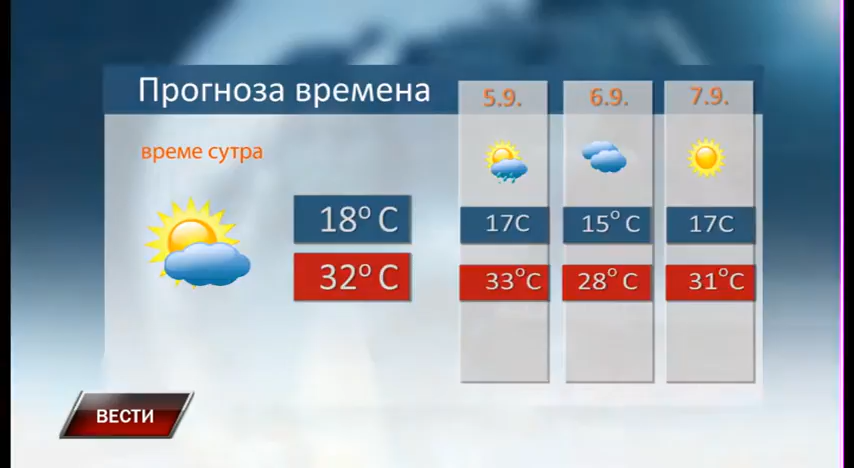 Прогноза времена
време сутра
18° C
32° C
5.9. 6.9. 7.9.
17C 15°C 17C
33°C 28°C 31°C
ВЕСТИ